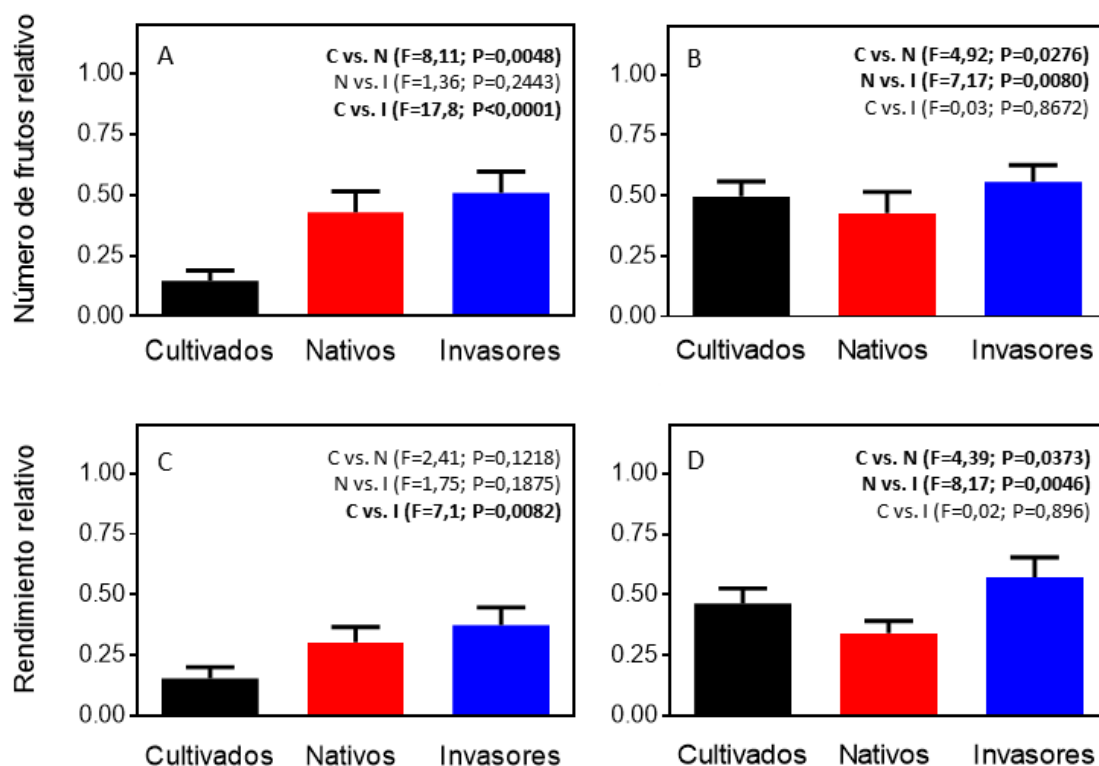 Número de frutos relativo
A
C vs. N (F=8,11; P=0,0048)
N vs. I (F=1,36; P=0,2443)
C vs. I (F=17,8; P<0,0001)
1.00
0.75
0.50
0.25
0.00
Cultivados Nativos Invasores
B
C vs. N (F=4,92; P=0,0276)
N vs. I (F=7,17; P=0,0080)
C vs. I (F=0,03; P=0,8672)
1.00
0.75
0.50
0.25
0.00
Cultivados Nativos Invasores
Rendimiento relativo
C
C vs. N (F=2,41; P=0,1218)
N vs. I (F=1,75; P=0,1875)
C vs. I (F=7,1; P=0,0082)
1.00
0.75
0.50
0.25
0.00
Cultivados Nativos Invasores
D
C vs. N (F=4,39; P=0,0373)
N vs. I (F=8,17; P=0,0046)
C vs. I (F=0,02; P=0,896)
1.00
0.75
0.50
0.25
0.00
Cultivados Nativos Invasores